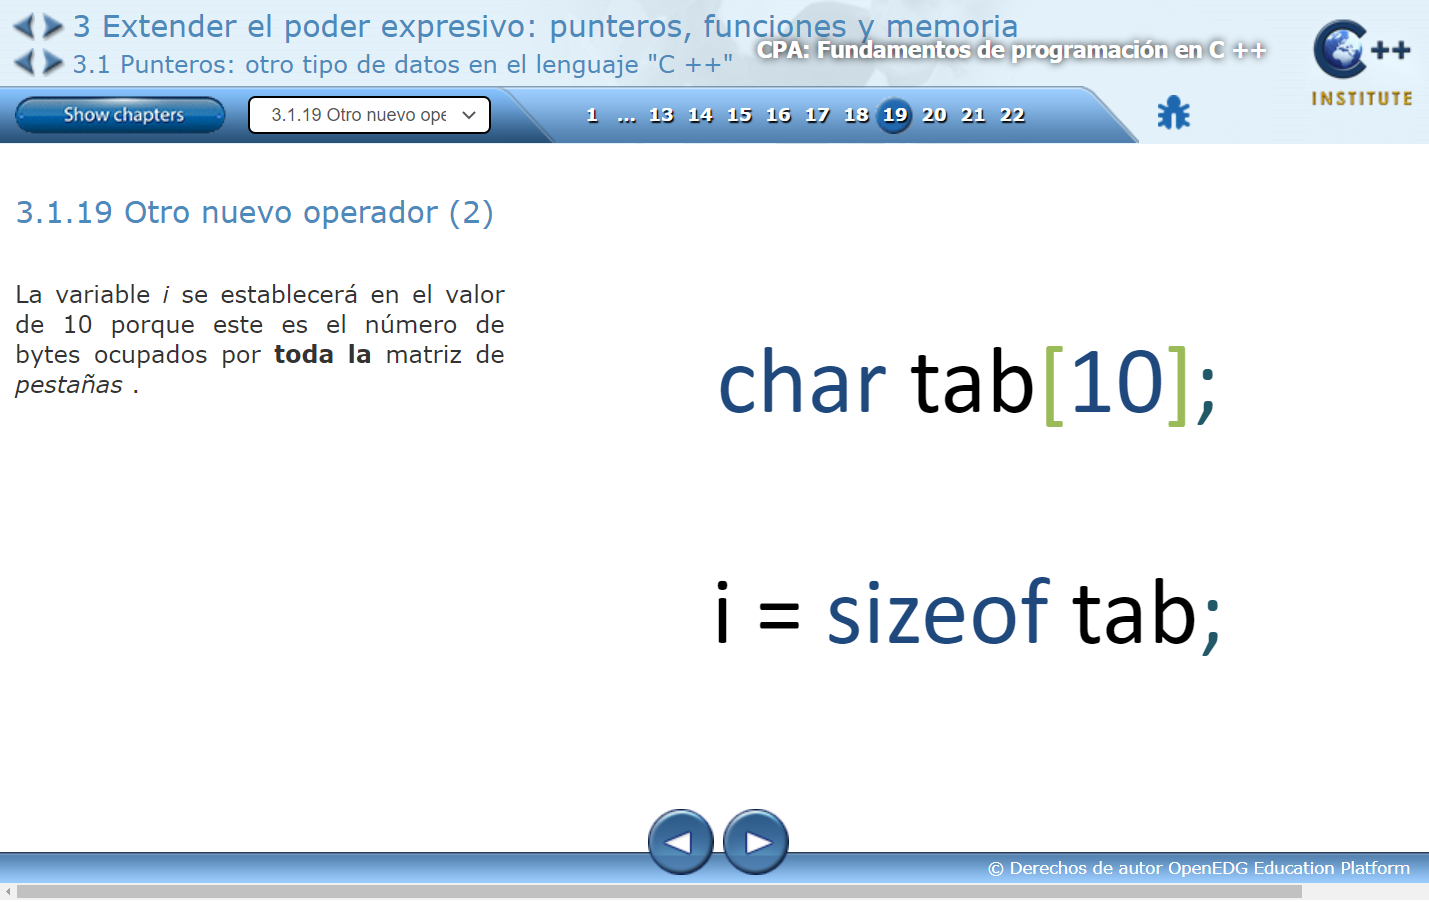 3 Extender el poder expresivo: punteros, funciones y memoria
3.1 Punteros: otro tipo de datos en el lenguaje "C ++"
CPA: Fundamentos de programación en C ++
C++
INSTITUTE
Show chapters
3.1.19 Otro nuevo ope
1 ... 13 14 15 16 17 18 19 20 21 22
3.1.19 Otro nuevo operador (2)
La variable i se establecerá en el valor
de 10 porque este es el número de
bytes ocupados por toda la matriz de
pestañas .
char tab[10];
i = sizeof tab;
© Derechos de autor OpenEDG Education Platform